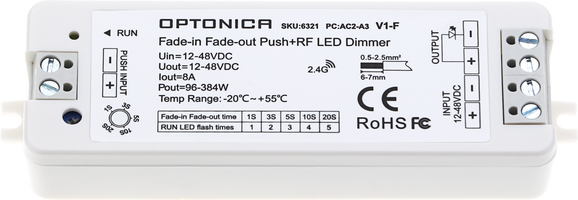 OPTONICA SKU:6321 PC:AC2-A3 V1-F
Fade-in Fade-out Push+RF LED Dimmer
Uin=12-48VDC
Uout=12-48VDC
Iout=8A
Pout=96-384W
Temp Range:-20℃~+55℃
2.4G
0.5-2.5mm²
6-7mm
CE
RoHS FC
Fade-in Fade-out time 1S 3S 5S 10S 20S
RUN LED flash times 1 2 3 4 5
◄ RUN
PUSH INPUT
− +
1S 3S 5S 10S 20S
OUTPUT
− +
INPUT
12-48VDC
− +